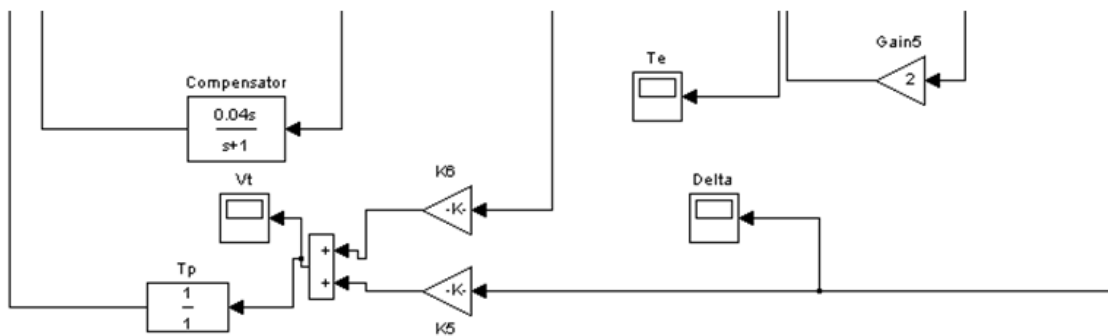 Gain5
2
Te
Compensator
0.04s
s+1
K6
-K-
Vt
+
+
Delta
Tp
1
1
-K-
K5